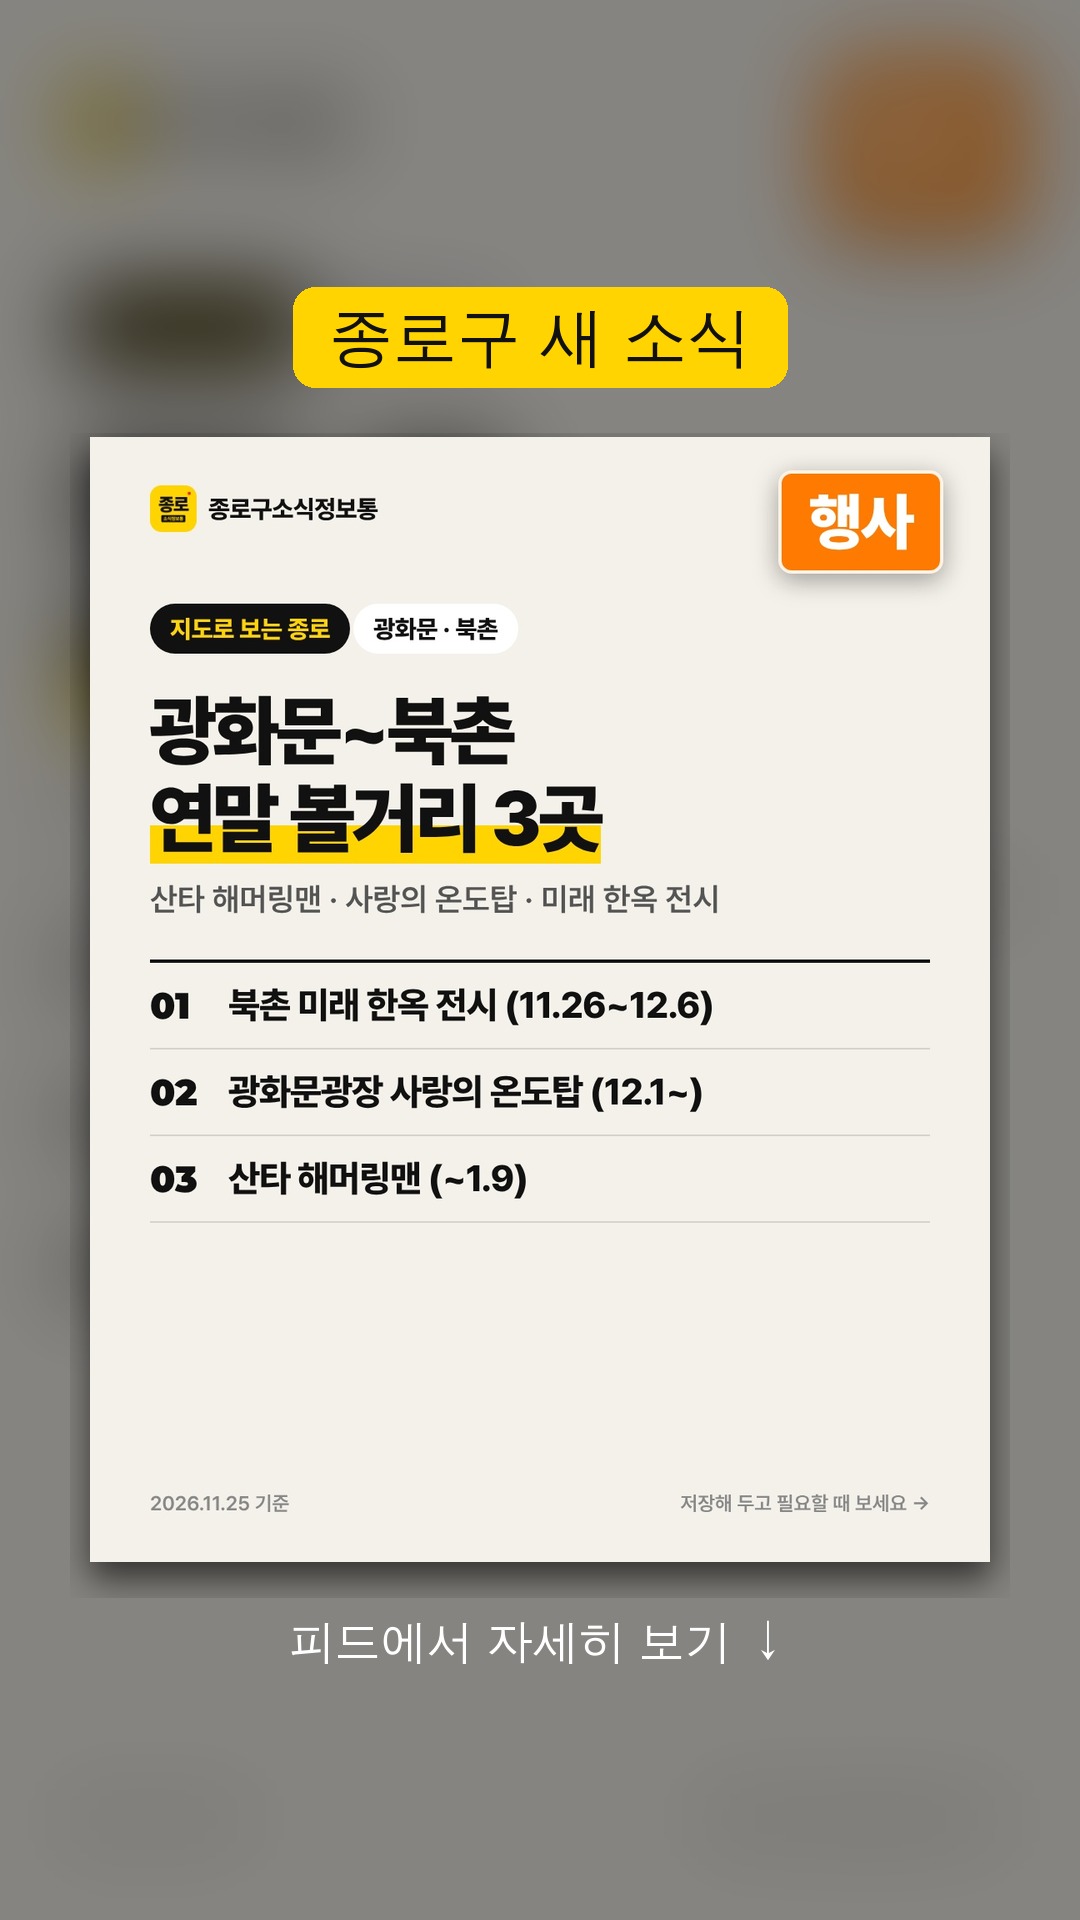 종로구 새 소식
종로
종로구소식정보통
행사
지도로 보는 종로
광화문 · 북촌
광화문~북촌
연말 볼거리 3곳
산타 해머링맨 · 사랑의 온도탑 · 미래 한옥 전시
01 북촌 미래 한옥 전시 (11.26~12.6)
02 광화문광장 사랑의 온도탑 (12.1~)
03 산타 해머링맨 (~1.9)
2026.11.25 기준
저장해 두고 필요할 때 보세요 →
피드에서 자세히 보기 ↓